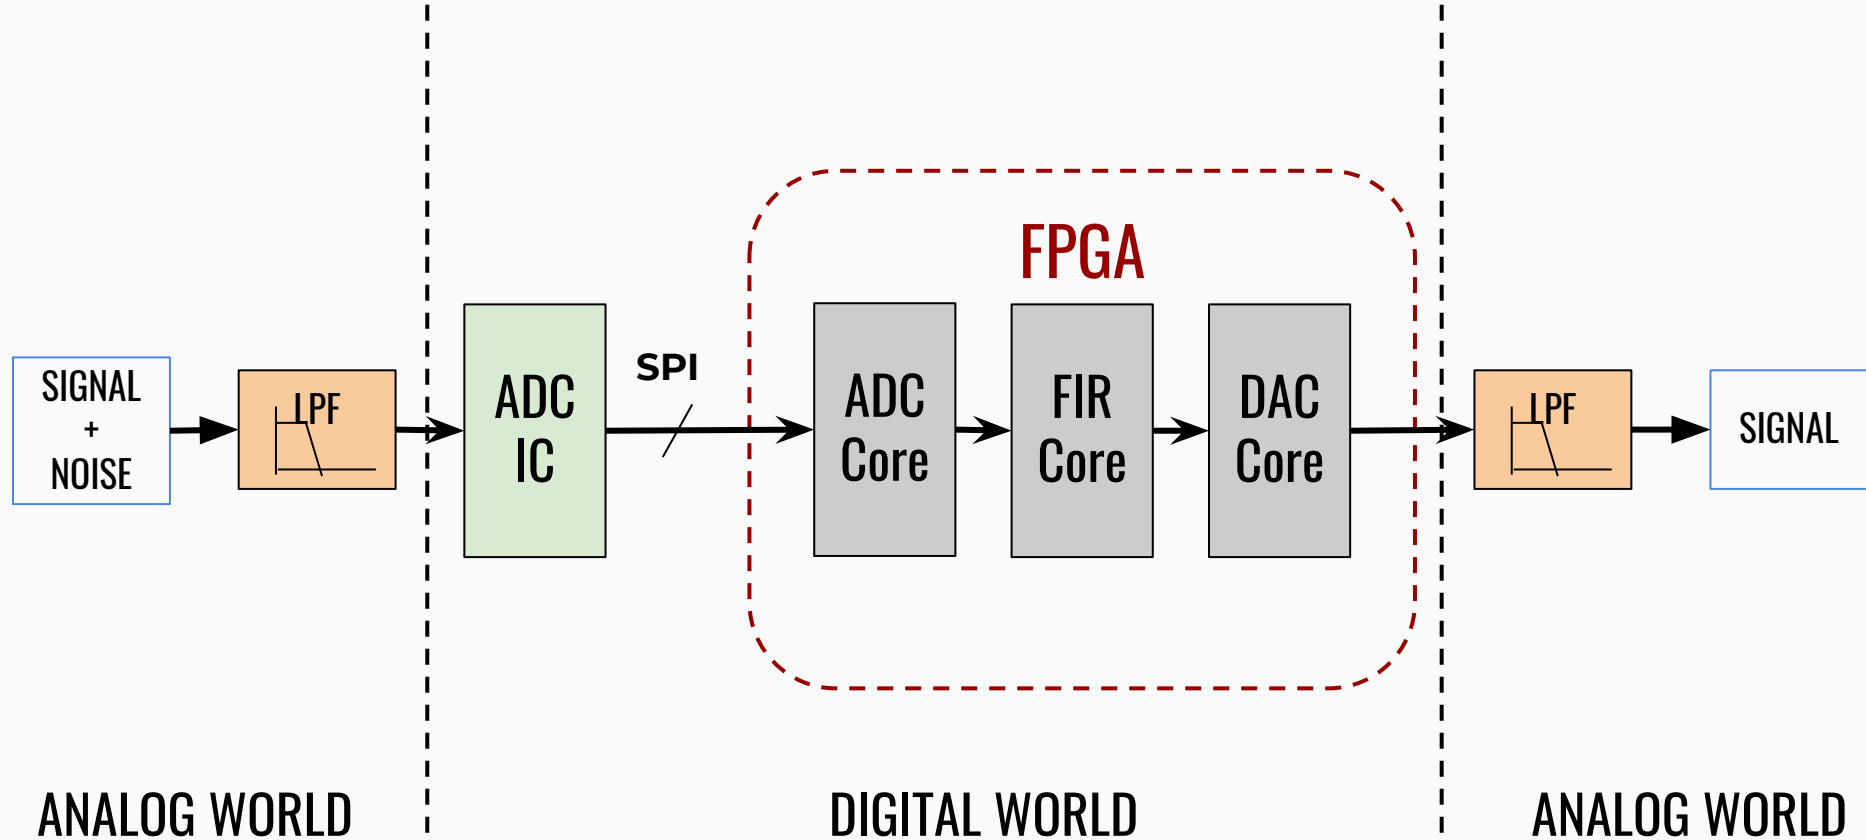 FPGA
SIGNAL
+
NOISE
LPF
ADC
IC
SPI
ADC
Core
FIR
Core
DAC
Core
LPF
SIGNAL
ANALOG WORLD
DIGITAL WORLD
ANALOG WORLD